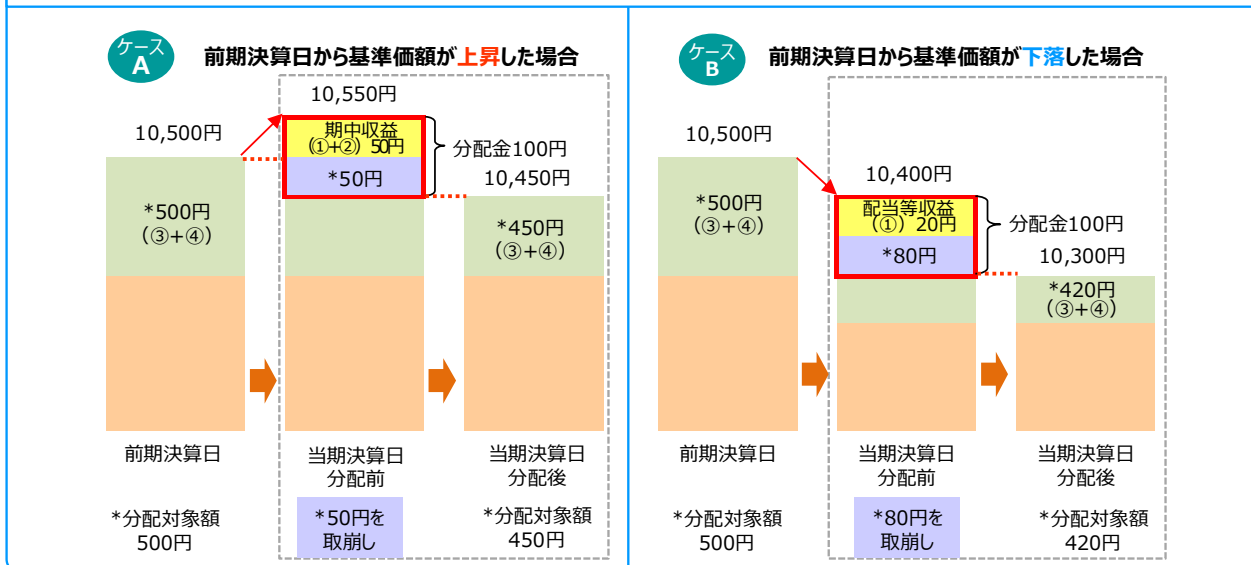 ケース
A
前期決算日から基準価額が上昇した場合
10,550円
10,500円
期中収益
(①+②) 50円
分配金100円
*50円
10,450円
*500円
(③+④)
*450円
(③+④)
前期決算日
当期決算日
分配前
当期決算日
分配後
*分配対象額
500円
*50円を
取崩し
*分配対象額
450円
ケース
B
前期決算日から基準価額が下落した場合
10,500円
10,400円
*500円
(③+④)
配当等収益
(①) 20円
分配金100円
*80円
10,300円
*420円
(③+④)
前期決算日
当期決算日
分配前
当期決算日
分配後
*分配対象額
500円
*80円を
取崩し
*分配対象額
420円